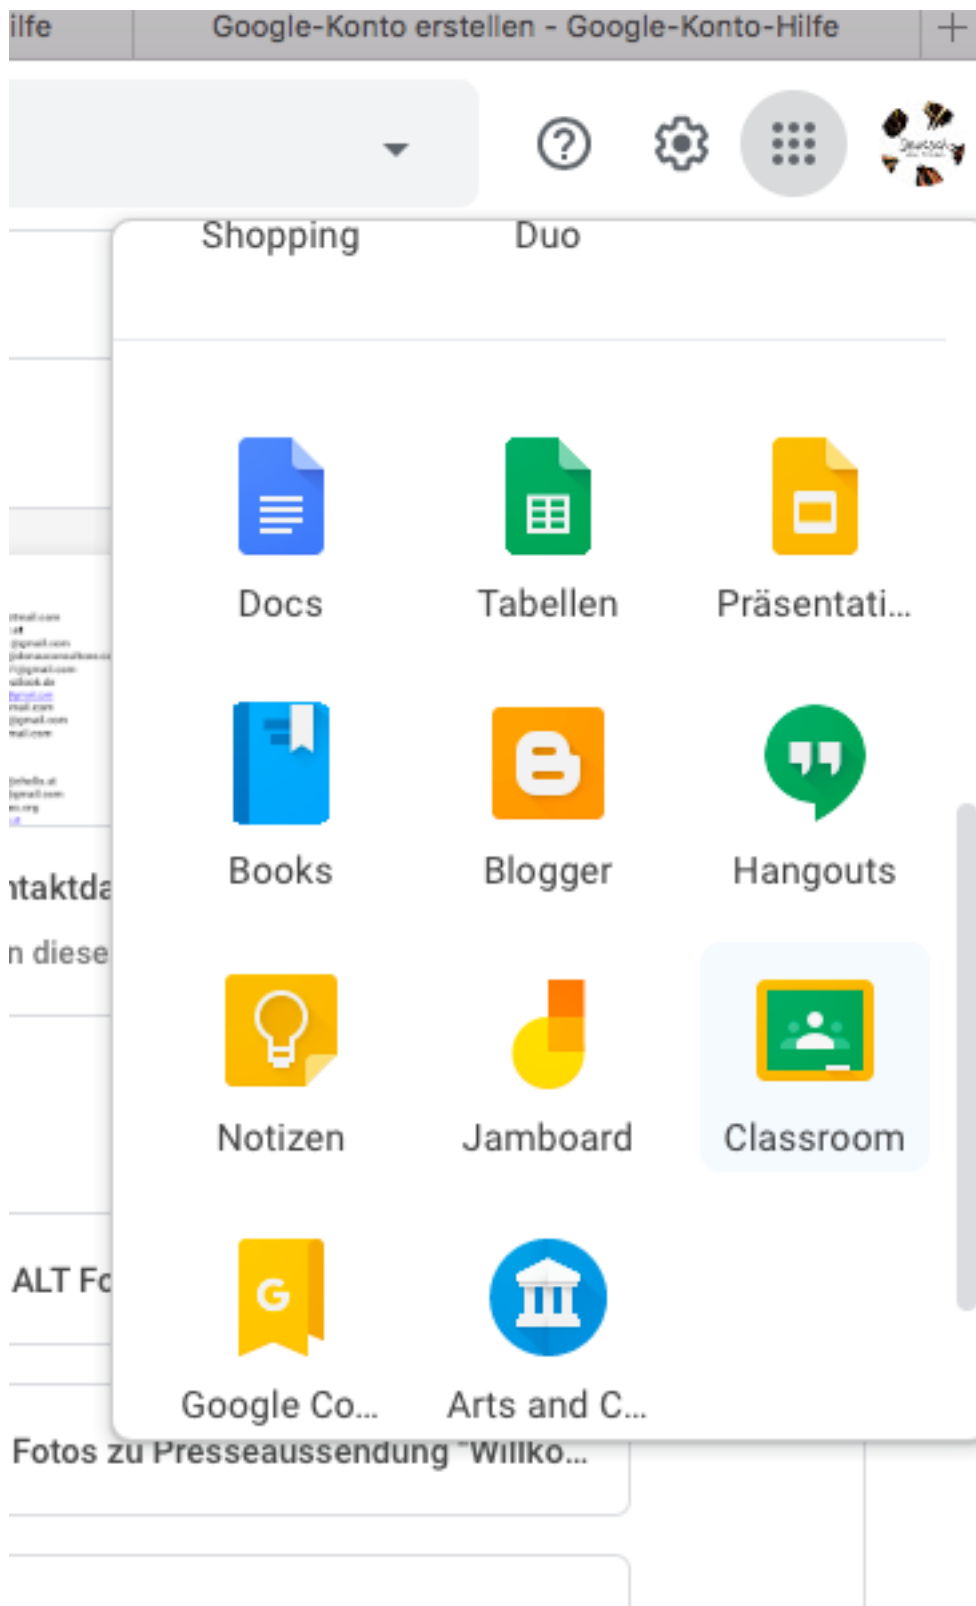 ilfe
Google-Konto erstellen - Google-Konto-Hilfe
Shopping
Duo
Docs
Tabellen
Präsentati...
Books
Blogger
Hangouts
ntaktda
n diese
Notizen
Jamboard
Classroom
ALT Fo
G
Google Co...
Arts and C...
Fotos zu Presseaussendung "Willko...